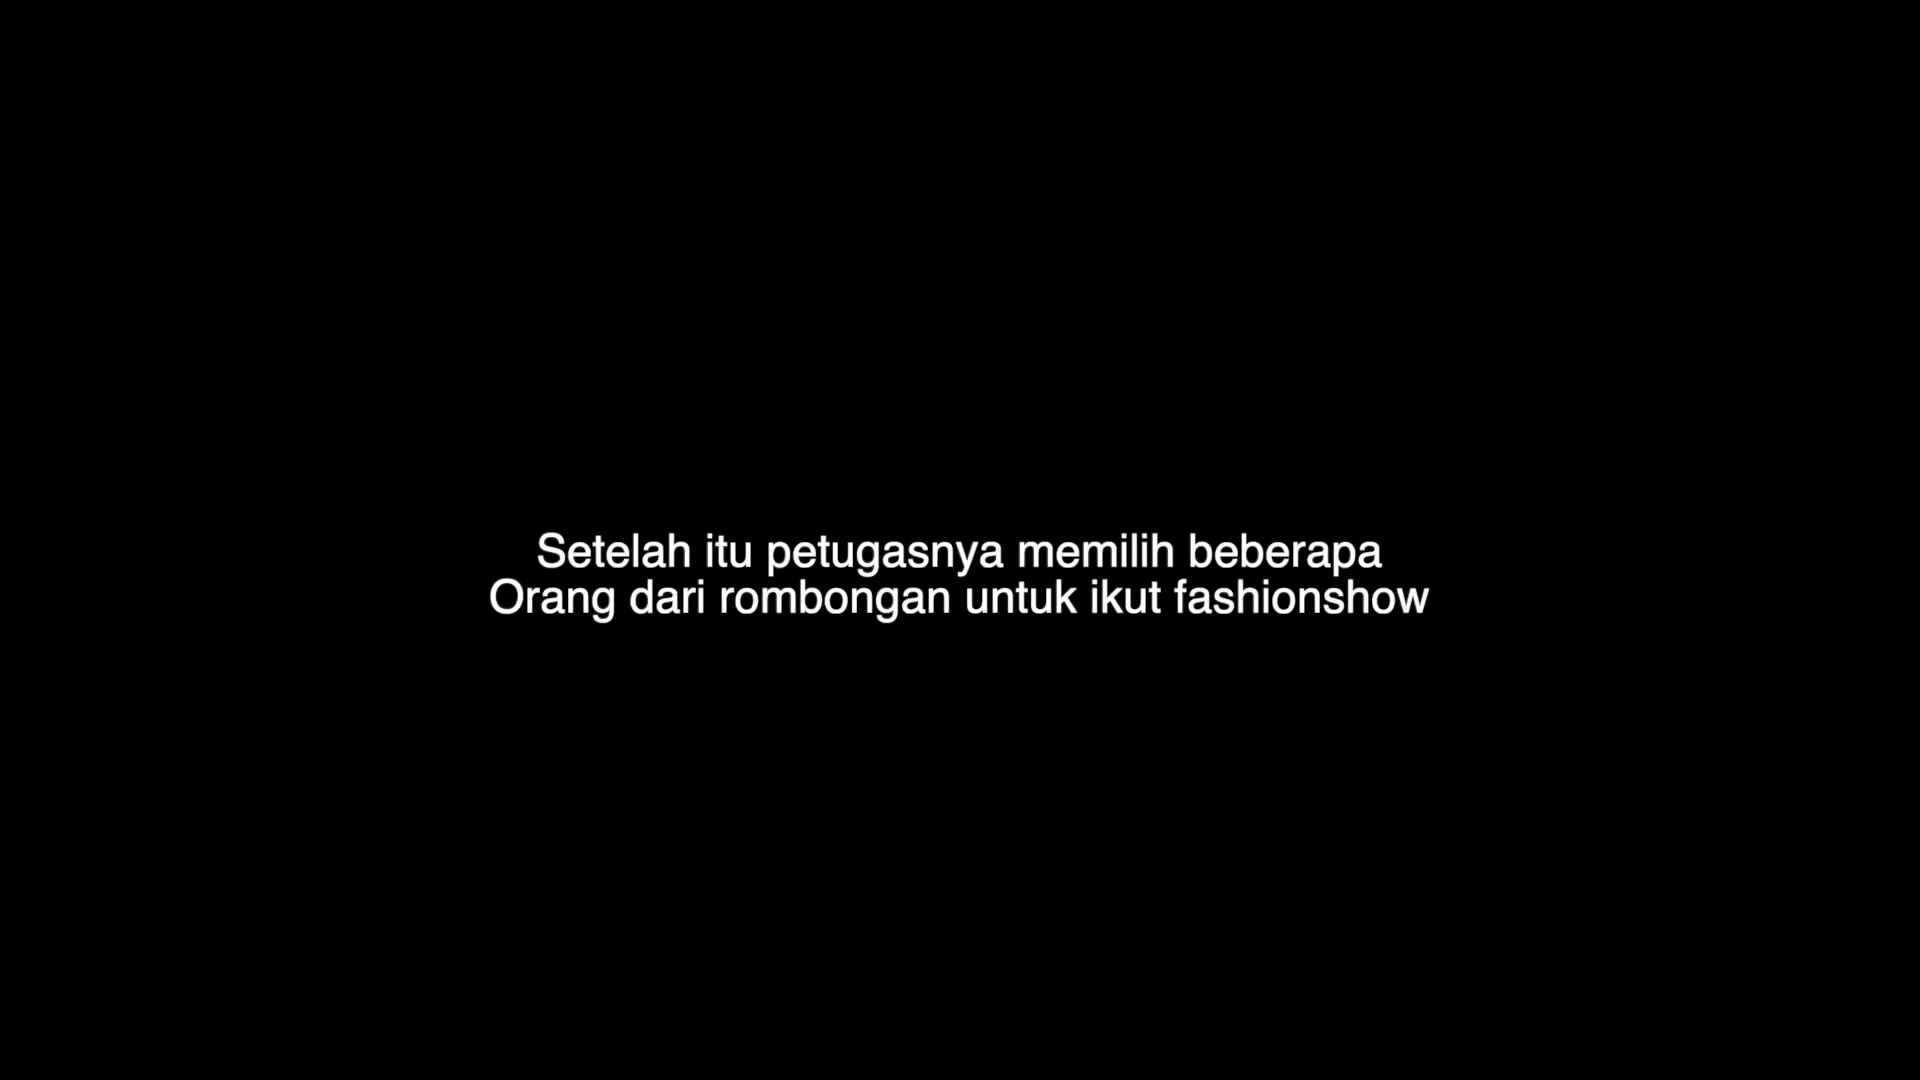 Setelah itu petugasnya memilih beberapa
Orang dari rombongan untuk ikut fashionshow